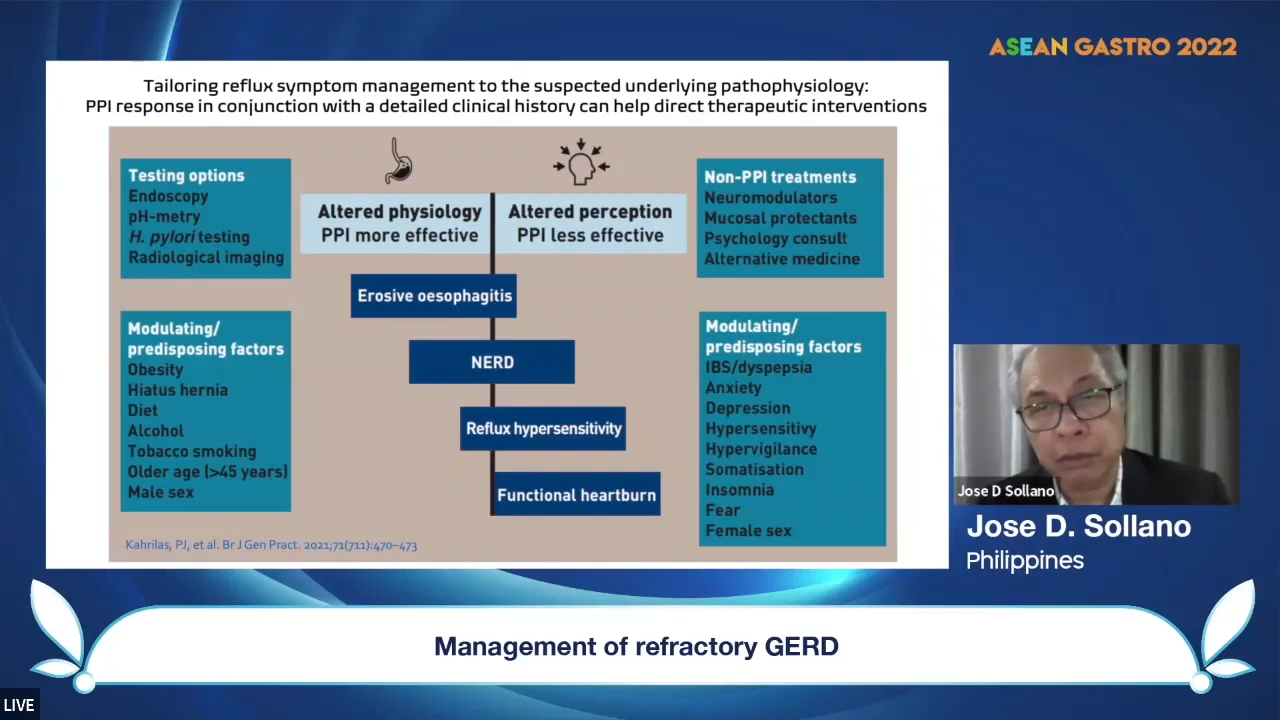 ASEAN GASTRO 2022
Tailoring reflux symptom management to the suspected underlying pathophysiology:
PPI response in conjunction with a detailed clinical history can help direct therapeutic interventions
Testing options
Endoscopy
pH-metry
H. pylori testing
Radiological imaging
Altered physiology
PPI more effective
Altered perception
PPI less effective
Non-PPI treatments
Neuromodulators
Mucosal protectants
Psychology consult
Alternative medicine
Erosive oesophagitis
NERD
Reflux hypersensitivity
Functional heartburn
Modulating/
predisposing factors
Obesity
Hiatus hernia
Diet
Alcohol
Tobacco smoking
Older age (>45 years)
Male sex
Modulating/
predisposing factors
IBS/dyspepsia
Anxiety
Depression
Hypersensitivy
Hypervigilance
Somatisation
Insomnia
Fear
Female sex
Kahrilas, PJ, et al. Br J Gen Pract. 2021;71(711):470–473
Jose D Sollano
Jose D. Sollano
Philippines
Management of refractory GERD
LIVE